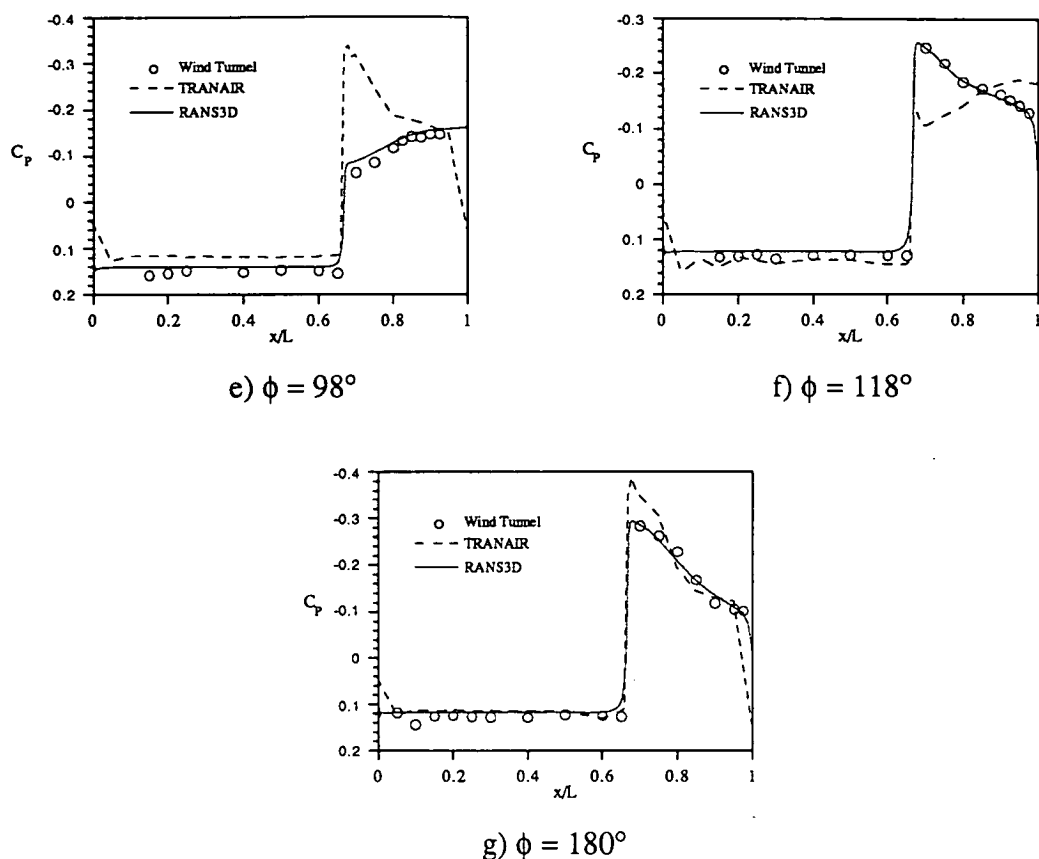 -0.4
-0.3
-0.2
-0.1
0
0.1
0.2
C_P
Wind Tunnel
TRANAIR
RANS3D
0 0.2 0.4 0.6 0.8 1
x/L
e) ϕ = 98°
-0.3
-0.2
-0.1
0
0.1
0.2
C_P
Wind Tunnel
TRANAIR
RANS3D
0 0.2 0.4 0.6 0.8 1
x/L
f) ϕ = 118°
-0.4
-0.3
-0.2
-0.1
0
0.1
0.2
C_P
Wind Tunnel
TRANAIR
RANS3D
0 0.2 0.4 0.6 0.8 1
x/L
g) ϕ = 180°